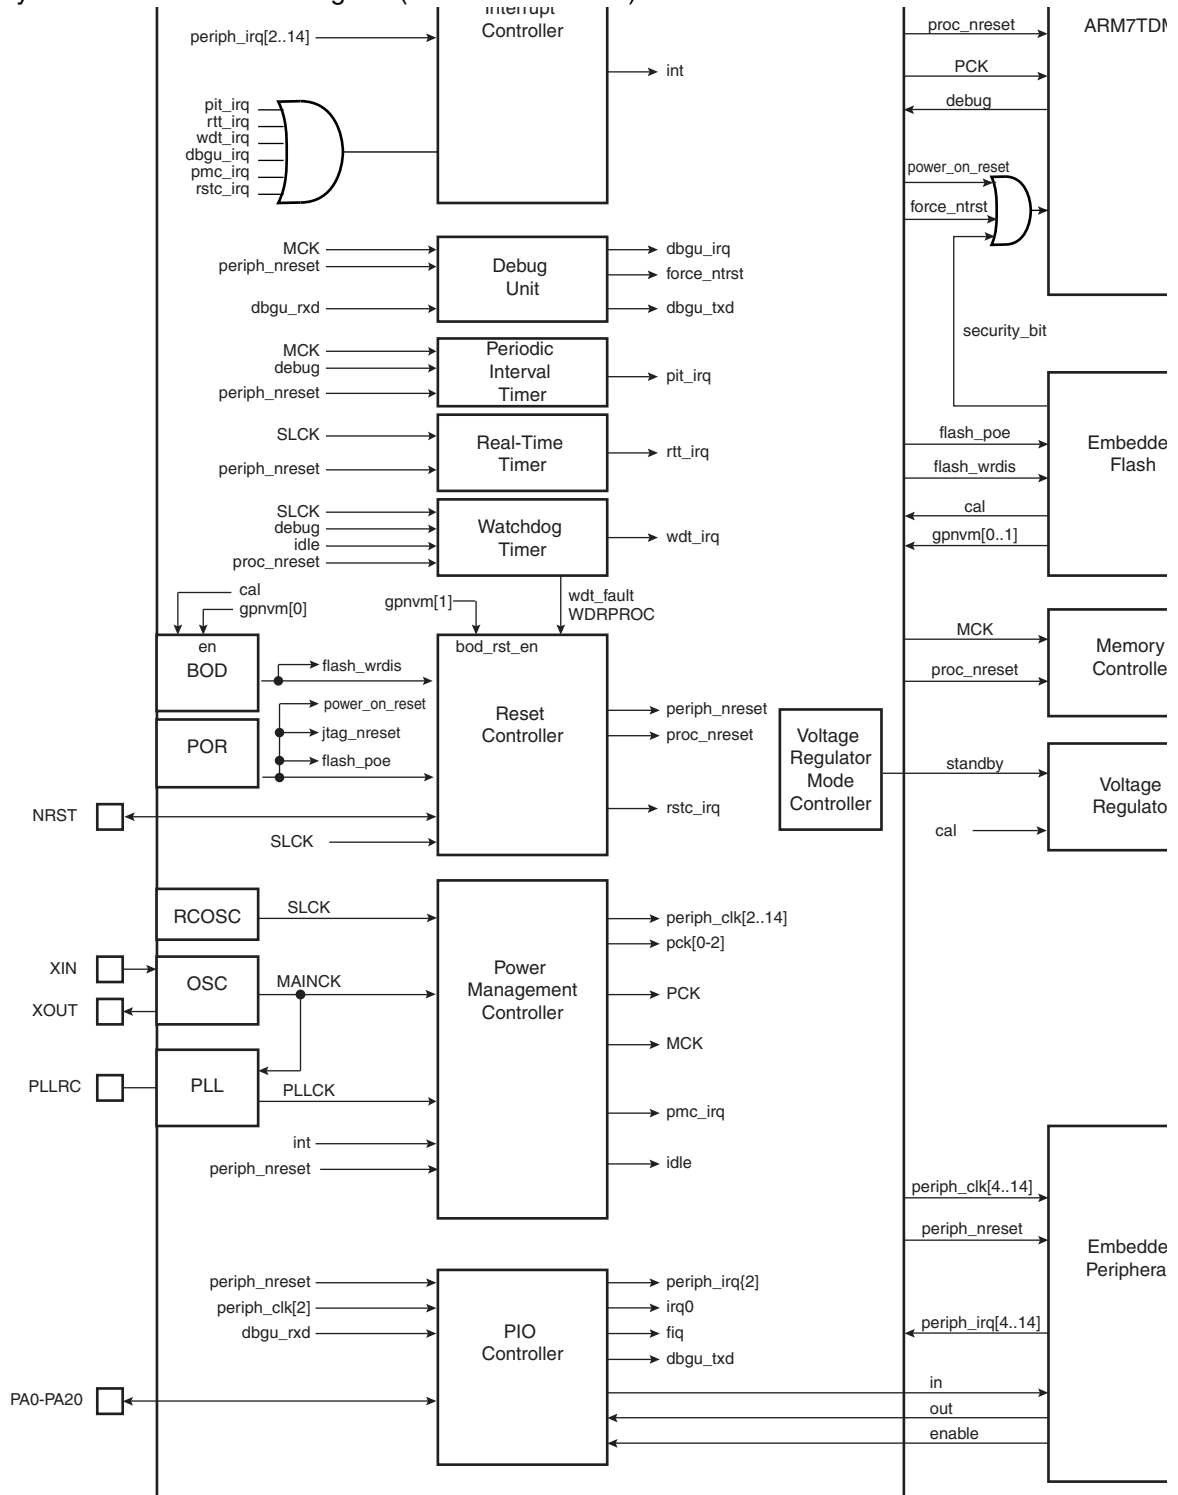 Interrupt
Controller
periph_irq[2..14]
int
pit_irq
rtt_irq
wdt_irq
dbgu_irq
pmc_irq
rstc_irq
proc_nreset
PCK
debug
power_on_reset
force_ntrst
security_bit
MCK
periph_nreset
dbgu_rxd
Debug
Unit
dbgu_irq
force_ntrst
dbgu_txd
MCK
debug
periph_nreset
Periodic
Interval
Timer
pit_irq
SLCK
periph_nreset
Real-Time
Timer
rtt_irq
flash_poe
flash_wrdis
cal
gpnvm[0..1]
Embedde
Flash
SLCK
debug
idle
proc_nreset
Watchdog
Timer
wdt_irq
cal
gpnvm[0]
gpnvm[1]
wdt_fault
WDRPROC
en
BOD
flash_wrdis
bod_rst_en
Reset
Controller
POR
power_on_reset
jtag_nreset
flash_poe
periph_nreset
proc_nreset
rstc_irq
NRST
SLCK
MCK
proc_nreset
Memory
Controlle
Voltage
Regulator
Mode
Controller
standby
cal
Voltage
Regulato
RCOSC
SLCK
XIN
XOUT
OSC
MAINCK
PLLRC
PLL
PLLCK
int
periph_nreset
Power
Management
Controller
periph_clk[2..14]
pck[0-2]
PCK
MCK
pmc_irq
idle
periph_clk[4..14]
periph_nreset
periph_irq[4..14]
Embedde
Periphera
periph_nreset
periph_clk[2]
dbgu_rxd
PIO
Controller
periph_irq{2]
irq0
fiq
dbgu_txd
PA0-PA20
in
out
enable